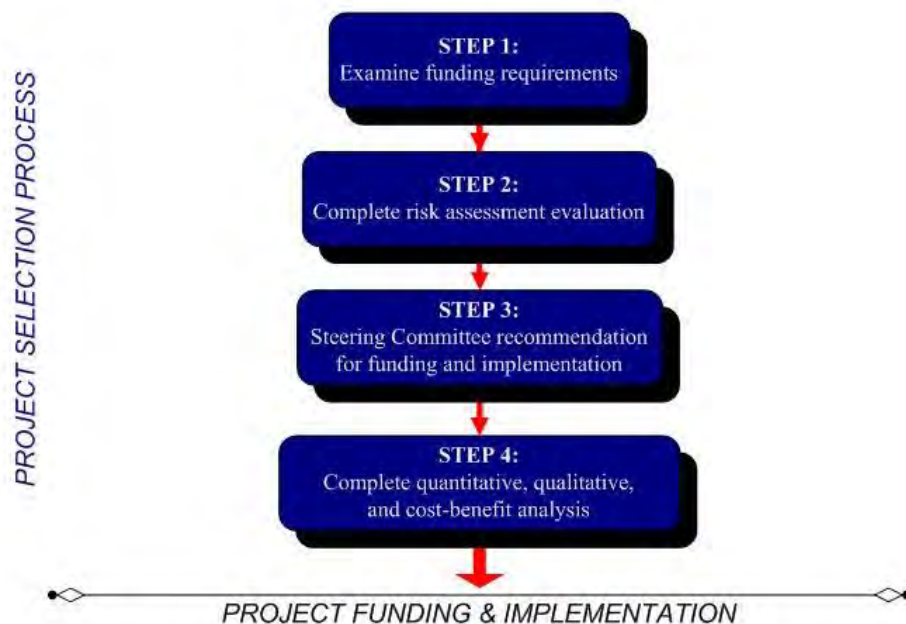 PROJECT SELECTION PROCESS
STEP 1:
Examine funding requirements
STEP 2:
Complete risk assessment evaluation
STEP 3:
Steering Committee recommendation
for funding and implementation
STEP 4:
Complete quantitative, qualitative,
and cost-benefit analysis
PROJECT FUNDING & IMPLEMENTATION